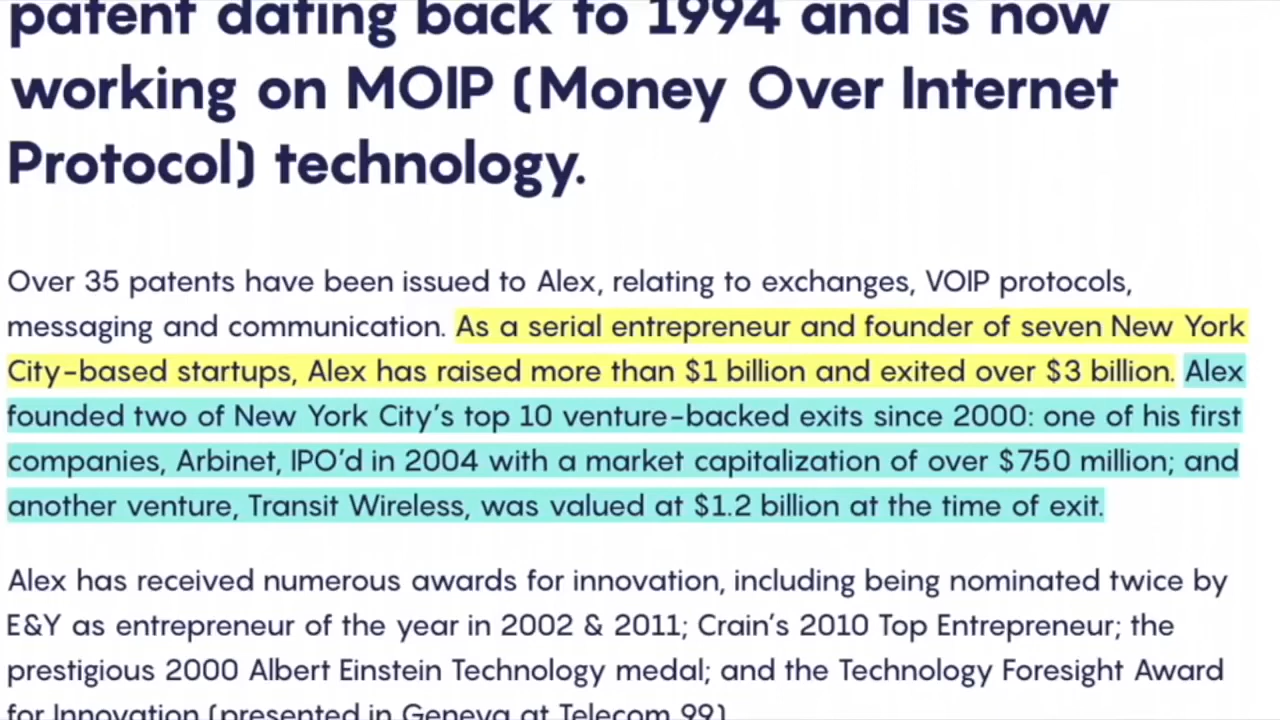 patent dating back to 1994 and is now
working on MOIP (Money Over Internet
Protocol) technology.
Over 35 patents have been issued to Alex, relating to exchanges, VOIP protocols,
messaging and communication. As a serial entrepreneur and founder of seven New York
City-based startups, Alex has raised more than $1 billion and exited over $3 billion. Alex
founded two of New York City's top 10 venture-backed exits since 2000: one of his first
companies, Arbinet, IPO'd in 2004 with a market capitalization of over $750 million; and
another venture, Transit Wireless, was valued at $1.2 billion at the time of exit.
Alex has received numerous awards for innovation, including being nominated twice by
E&Y as entrepreneur of the year in 2002 & 2011; Crain's 2010 Top Entrepreneur; the
prestigious 2000 Albert Einstein Technology medal; and the Technology Foresight Award
for Innovation (presented in Geneva at Telecom 99)